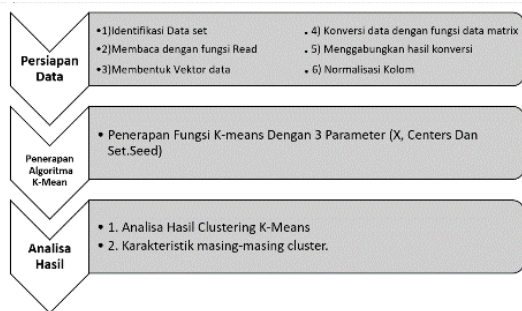 Persiapan
Data
•1)Identifikasi Data set
•2)Membaca dengan fungsi Read
•3)Membentuk Vektor data
. 4) Konversi data dengan fungsi data matrix
. 5) Menggabungkan hasil konversi
. 6) Normalisasi Kolom
Penerapan
Algoritma
K-Mean
• Penerapan Fungsi K-means Dengan 3 Parameter (X, Centers Dan
Set.Seed)
Analisa
Hasil
• 1. Analisa Hasil Clustering K-Means
• 2. Karakteristik masing-masing cluster.